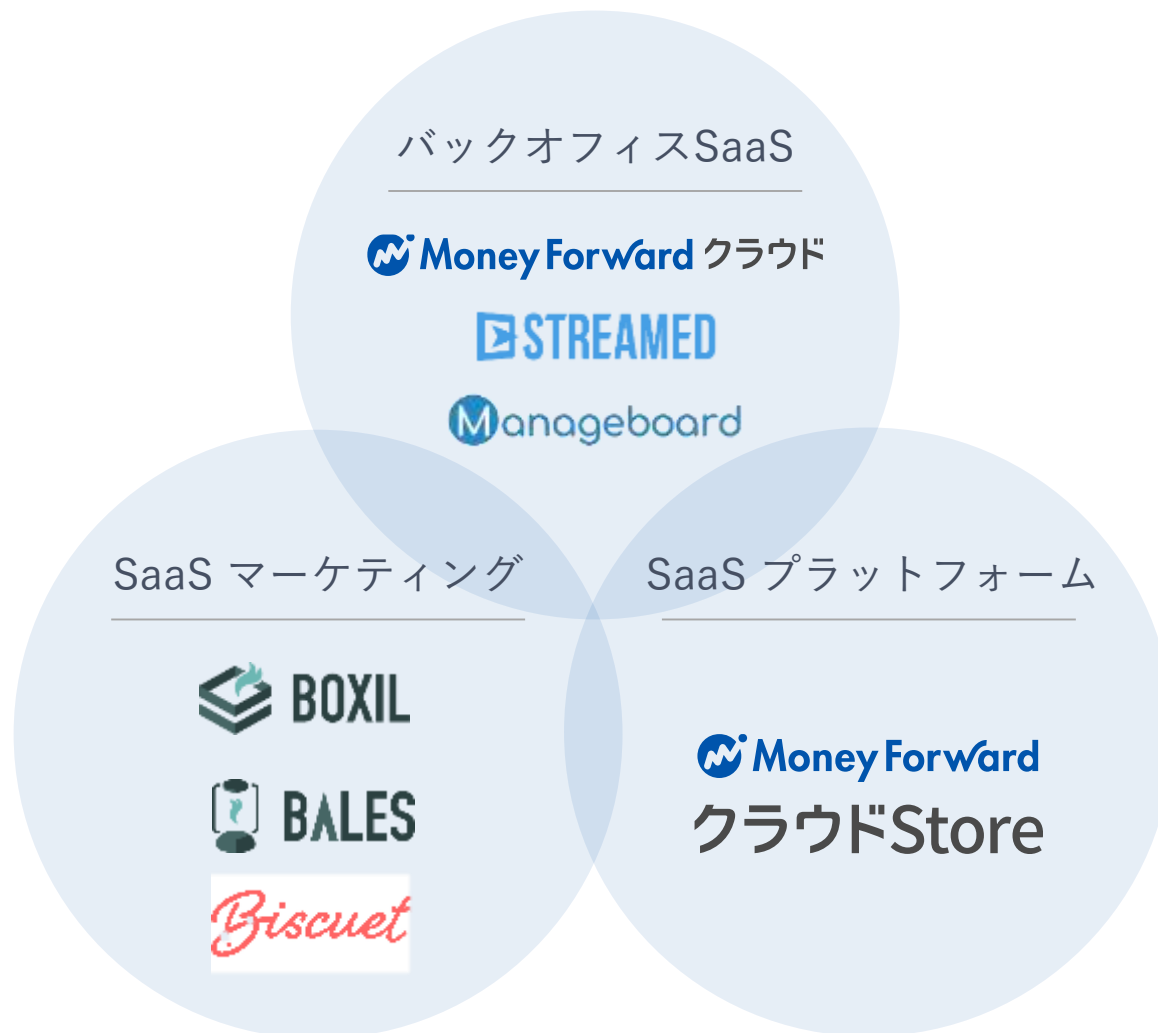 バックオフィスSaaS
Money Forward クラウド
STREAMED
Manageboard
SaaS マーケティング
BOXIL
BALES
Biscuet
SaaS プラットフォーム
Money Forward
クラウドStore